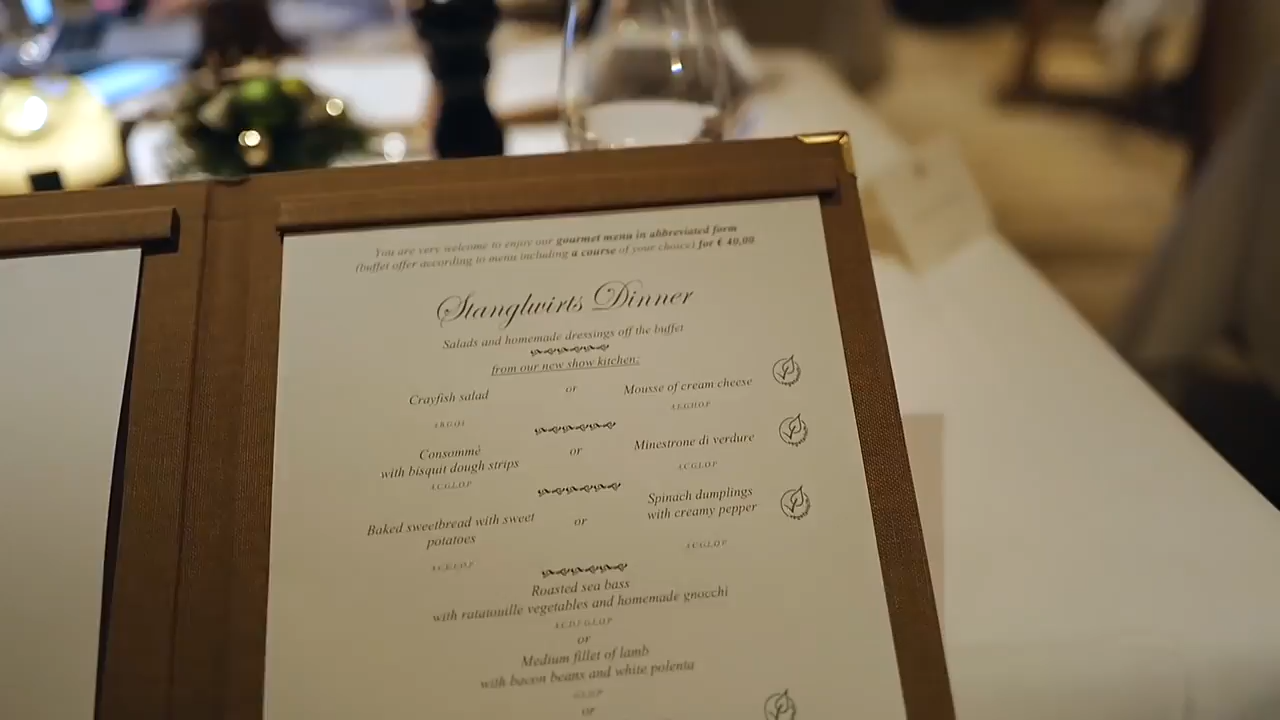 You are very welcome to enjoy our gourmet menu in abbreviated form
(buffet offer according to menu including a course of your choice) for € 40,00
Stanglwirts Dinner
Salads and homemade dressings off the buffet
from our new show kitchen:
Crayfish salad or Mousse of cream cheese
Consommé or Minestrone di verdure
with bisquit dough strips
ACGLOP ACGLOP
Baked sweetbread with sweet or Spinach dumplings
potatoes with creamy pepper
ACGLOP
Roasted sea bass
with ratatouille vegetables and homemade gnocchi
or
Medium fillet of lamb
with bacon beans and white polenta
or